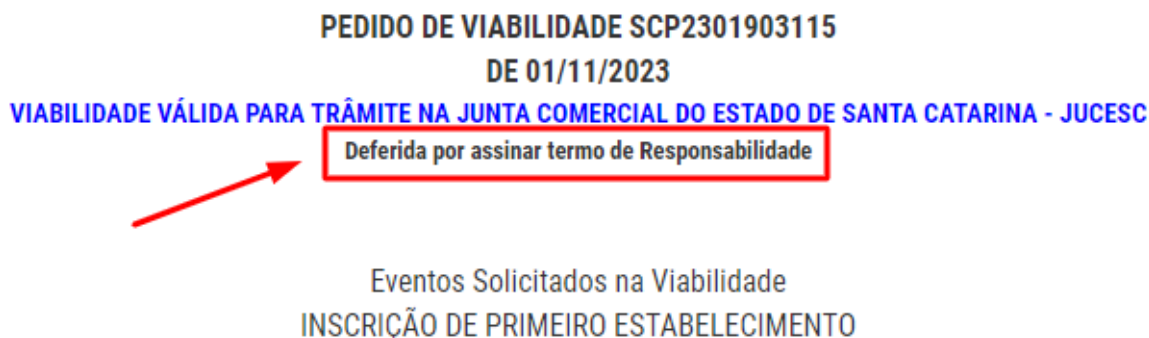 PEDIDO DE VIABILIDADE SCP2301903115
DE 01/11/2023
VIABILIDADE VÁLIDA PARA TRÂMITE NA JUNTA COMERCIAL DO ESTADO DE SANTA CATARINA - JUCESC
Deferida por assinar termo de Responsabilidade
Eventos Solicitados na Viabilidade
INSCRIÇÃO DE PRIMEIRO ESTABELECIMENTO